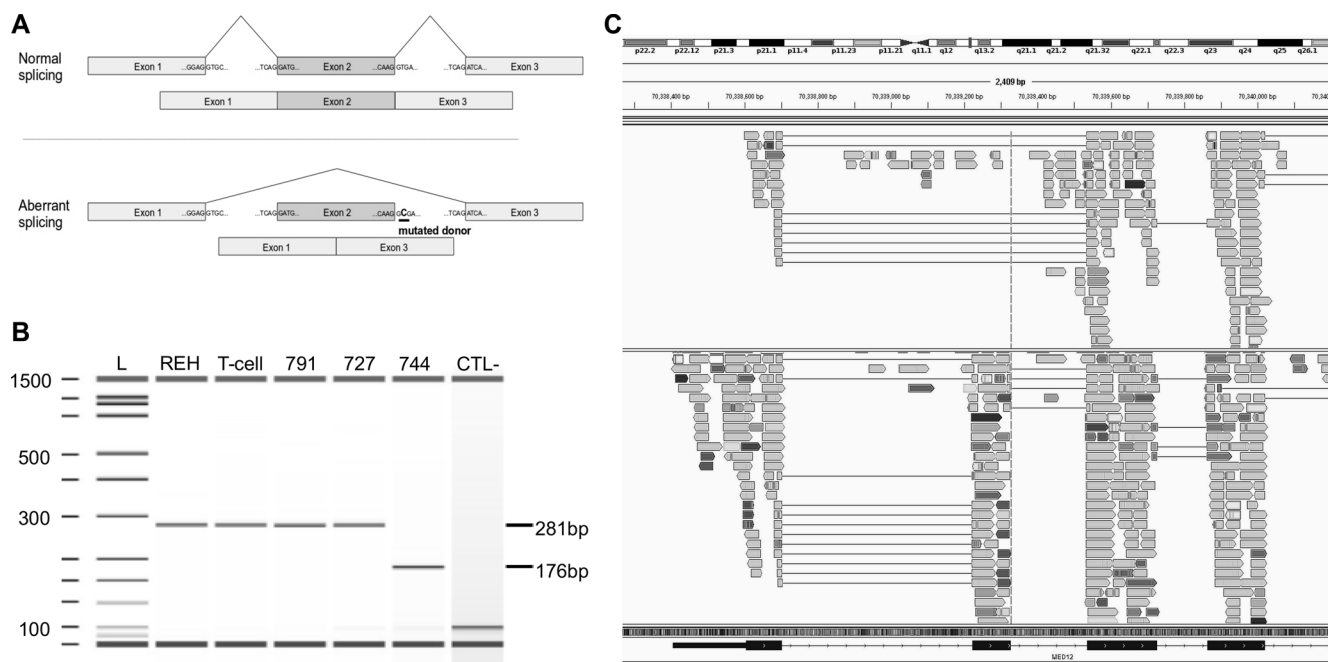 A
Normal splicing
Exon 1 ...GGAG GTGC... ...TCAG GATG... Exon 2 ...CAAG GTGA... ...TCAG ATCA... Exon 3
Exon 1 Exon 2 Exon 3
Aberrant splicing
Exon 1 ...GGAG GTGC... ...TCAG GATG... Exon 2 ...CAAG GCGA... ...TCAG ATCA... Exon 3
mutated donor
Exon 1 Exon 3
B
L REH T-cell 791 727 744 CTL-
1500
500
300
100
281bp
176bp
C
p22.2 p22.12 p21.3 p21.1 p11.4 p11.23 p11.21 q11.1 q12 q13.2 q21.1 q21.2 q21.32 q22.1 q22.3 q23 q24 q25 q26.1
2,409 bp
70,338,400 bp 70,338,600 bp 70,338,800 bp 70,339,000 bp 70,339,200 bp 70,339,400 bp 70,339,600 bp 70,339,800 bp 70,340,000 bp
MED12